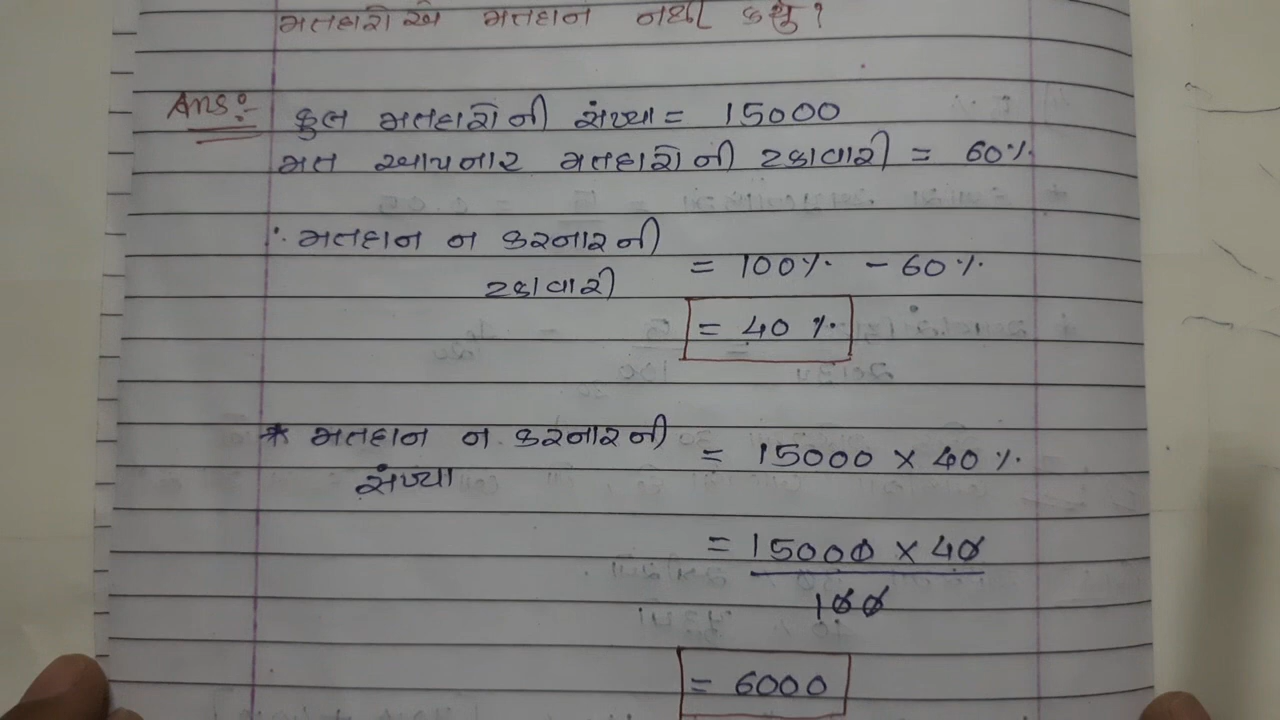 મતદારોએ મતદાન નથી કર્યુ?
Ans:- કુલ મતદારોની સંખ્યા = 15000
મત આપનાર મતદારોની ટકાવારી = 60%
∴ મતદાન ન કરનારની
ટકાવારી = 100% - 60%
= 40 %
* મતદાન ન કરનારની
સંખ્યા = 15000 x 40 %
= 15000 x 40
100
= 6000